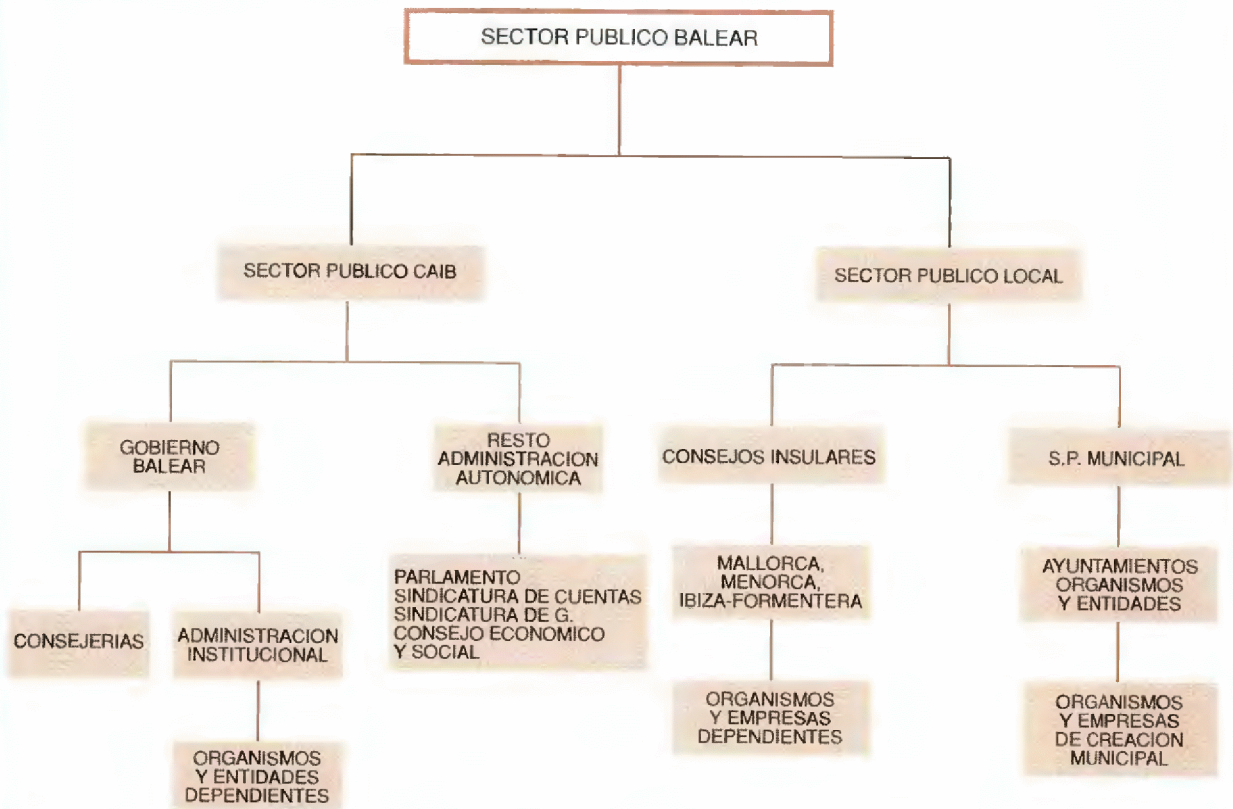 SECTOR PUBLICO BALEAR
SECTOR PUBLICO CAIB
SECTOR PUBLICO LOCAL
GOBIERNO
BALEAR
RESTO
ADMINISTRACION
AUTONOMICA
CONSEJOS INSULARES
S.P. MUNICIPAL
CONSEJERIAS
ADMINISTRACION
INSTITUCIONAL
PARLAMENTO
SINDICATURA DE CUENTAS
SINDICATURA DE G.
CONSEJO ECONOMICO
Y SOCIAL
MALLORCA,
MENORCA,
IBIZA-FORMENTERA
AYUNTAMIENTOS
ORGANISMOS
Y ENTIDADES
ORGANISMOS
Y ENTIDADES
DEPENDIENTES
ORGANISMOS
Y EMPRESAS
DEPENDIENTES
ORGANISMOS
Y EMPRESAS
DE CREACION
MUNICIPAL